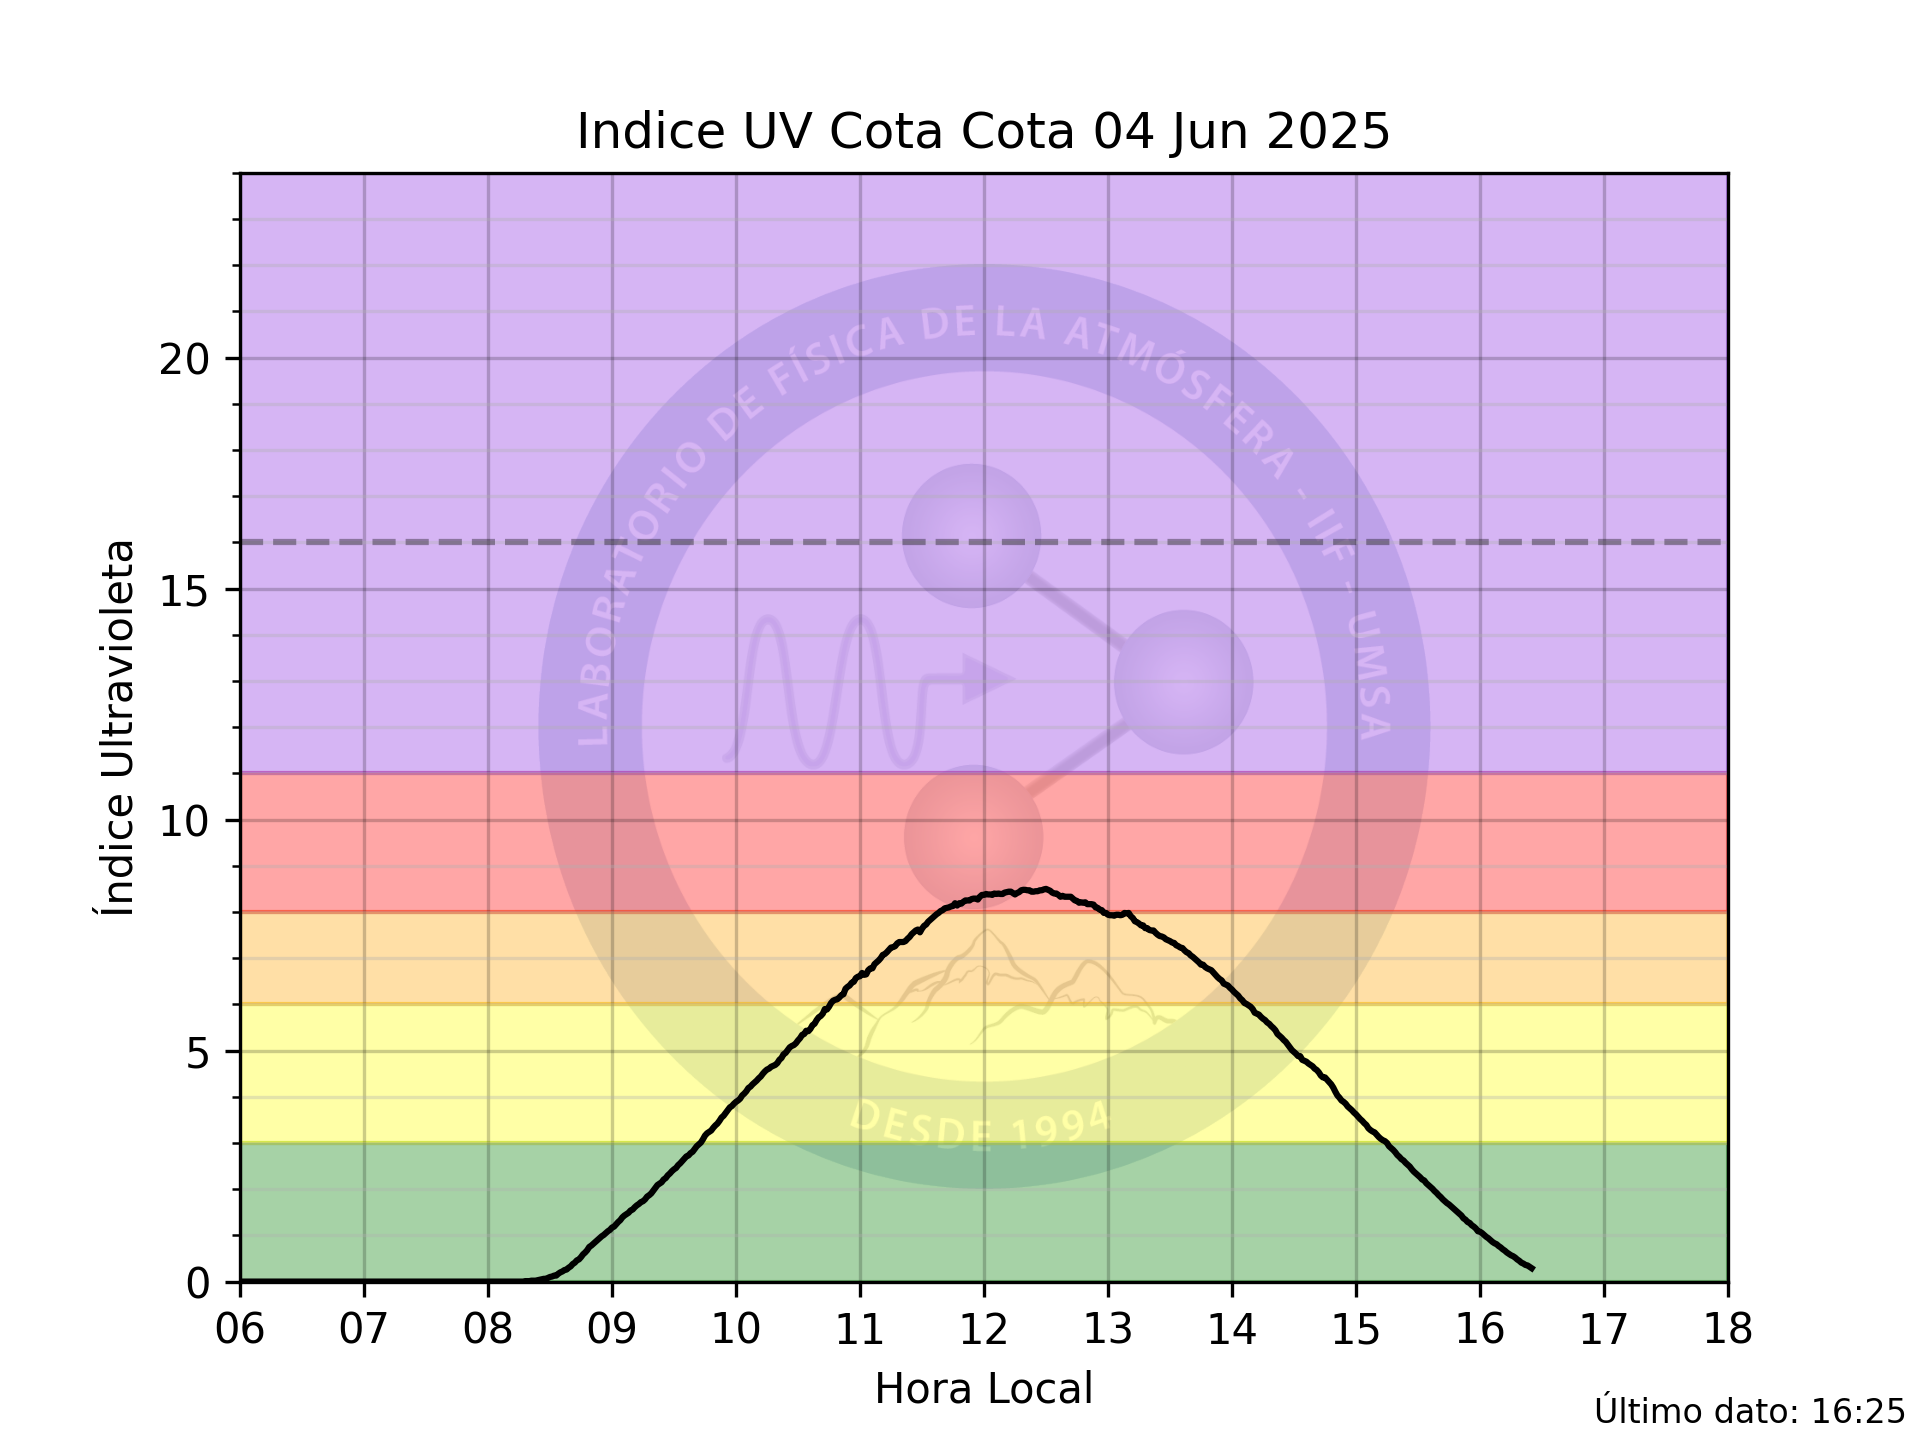 Indice UV Cota Cota 04 Jun 2025
Índice Ultravioleta
20
15
10
5
0
LABORATORIO DE FÍSICA DE LA ATMÓSFERA - IIF - UMSA
DESDE 1994
06 07 08 09 10 11 12 13 14 15 16 17 18
Hora Local
Último dato: 16:25